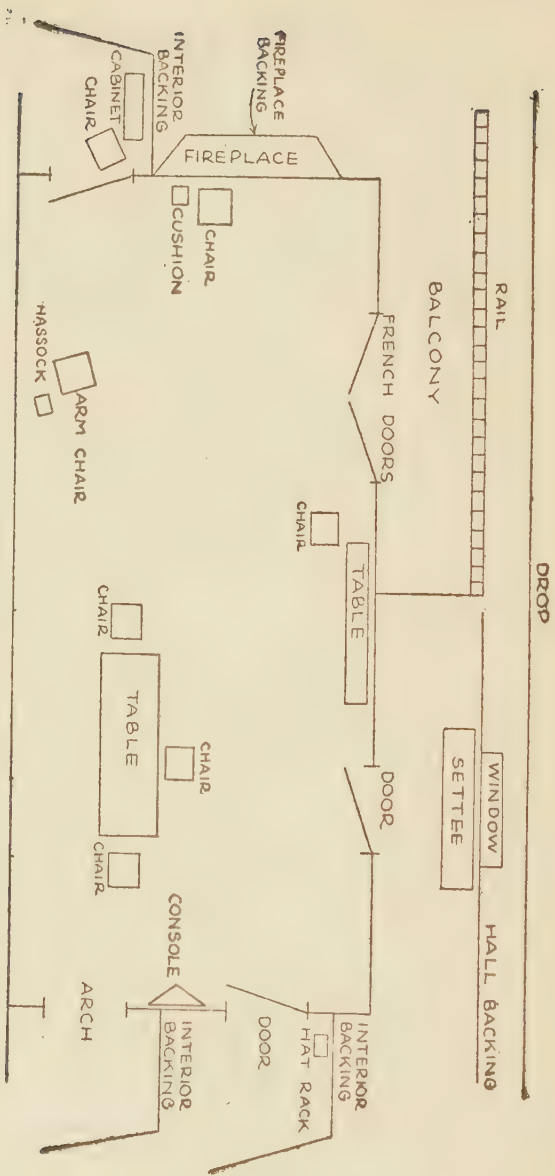 DROP
RAIL
WINDOW
HALL BACKING
BALCONY
SETTEE
FRENCH DOORS
DOOR
TABLE
CHAIR
INTERIOR
BACKING
HAT RACK
DOOR
FIREPLACE
BACKING
FIREPLACE
CHAIR
CUSHION
INTERIOR BACKING
CABINET
CHAIR
CHAIR
CONSOLE
INTERIOR
BACKING
TABLE
CHAIR
CHAIR
ARM CHAIR
HASSOCK
ARCH